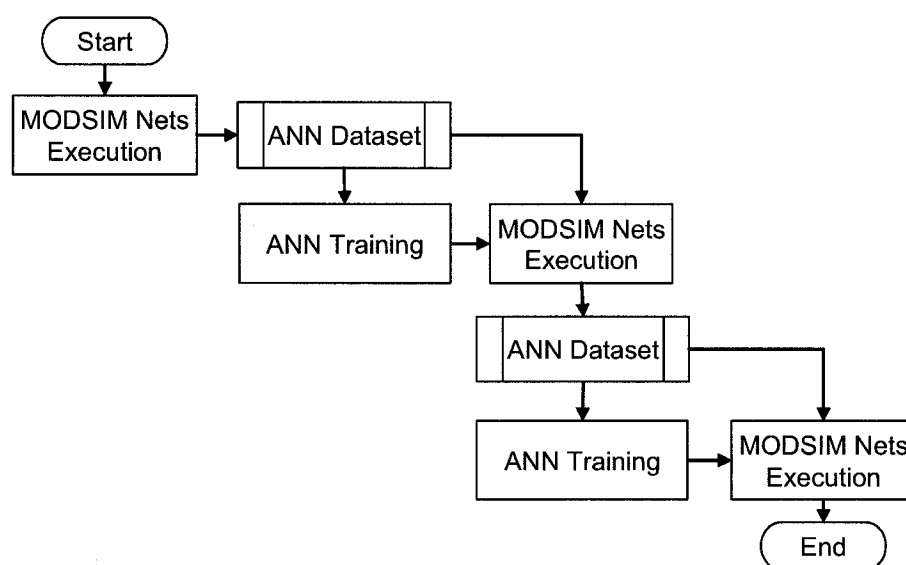 Start
MODSIM Nets
Execution
ANN Dataset
ANN Training
MODSIM Nets
Execution
ANN Dataset
ANN Training
MODSIM Nets
Execution
End